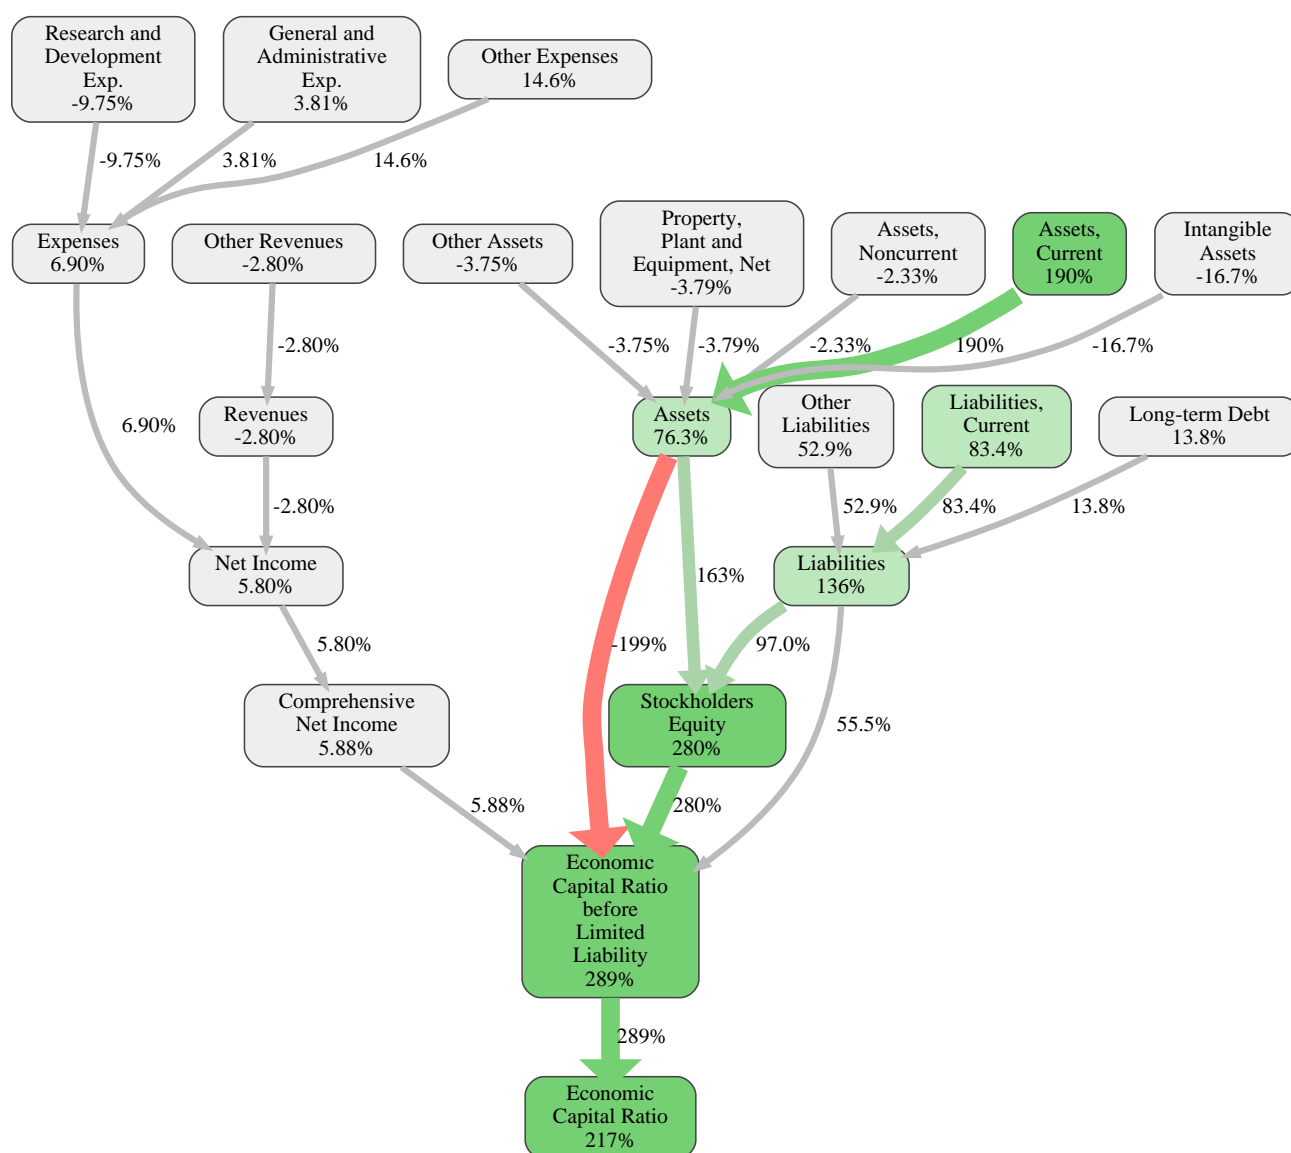 Research and
Development
Exp.
-9.75%
General and
Administrative
Exp.
3.81%
Other Expenses
14.6%
-9.75%
3.81%
14.6%
Expenses
6.90%
Other Revenues
-2.80%
Other Assets
-3.75%
Property,
Plant and
Equipment, Net
-3.79%
Assets,
Noncurrent
-2.33%
Assets,
Current
190%
Intangible
Assets
-16.7%
-2.80%
-3.75%
-3.79%
-2.33%
190%
-16.7%
6.90%
Revenues
-2.80%
Assets
76.3%
Other
Liabilities
52.9%
Liabilities,
Current
83.4%
Long-term Debt
13.8%
-2.80%
52.9%
83.4%
13.8%
Net Income
5.80%
163%
Liabilities
136%
5.80%
-199%
97.0%
Comprehensive
Net Income
5.88%
Stockholders
Equity
280%
55.5%
5.88%
280%
Economic
Capital Ratio
before
Limited
Liability
289%
289%
Economic
Capital Ratio
217%